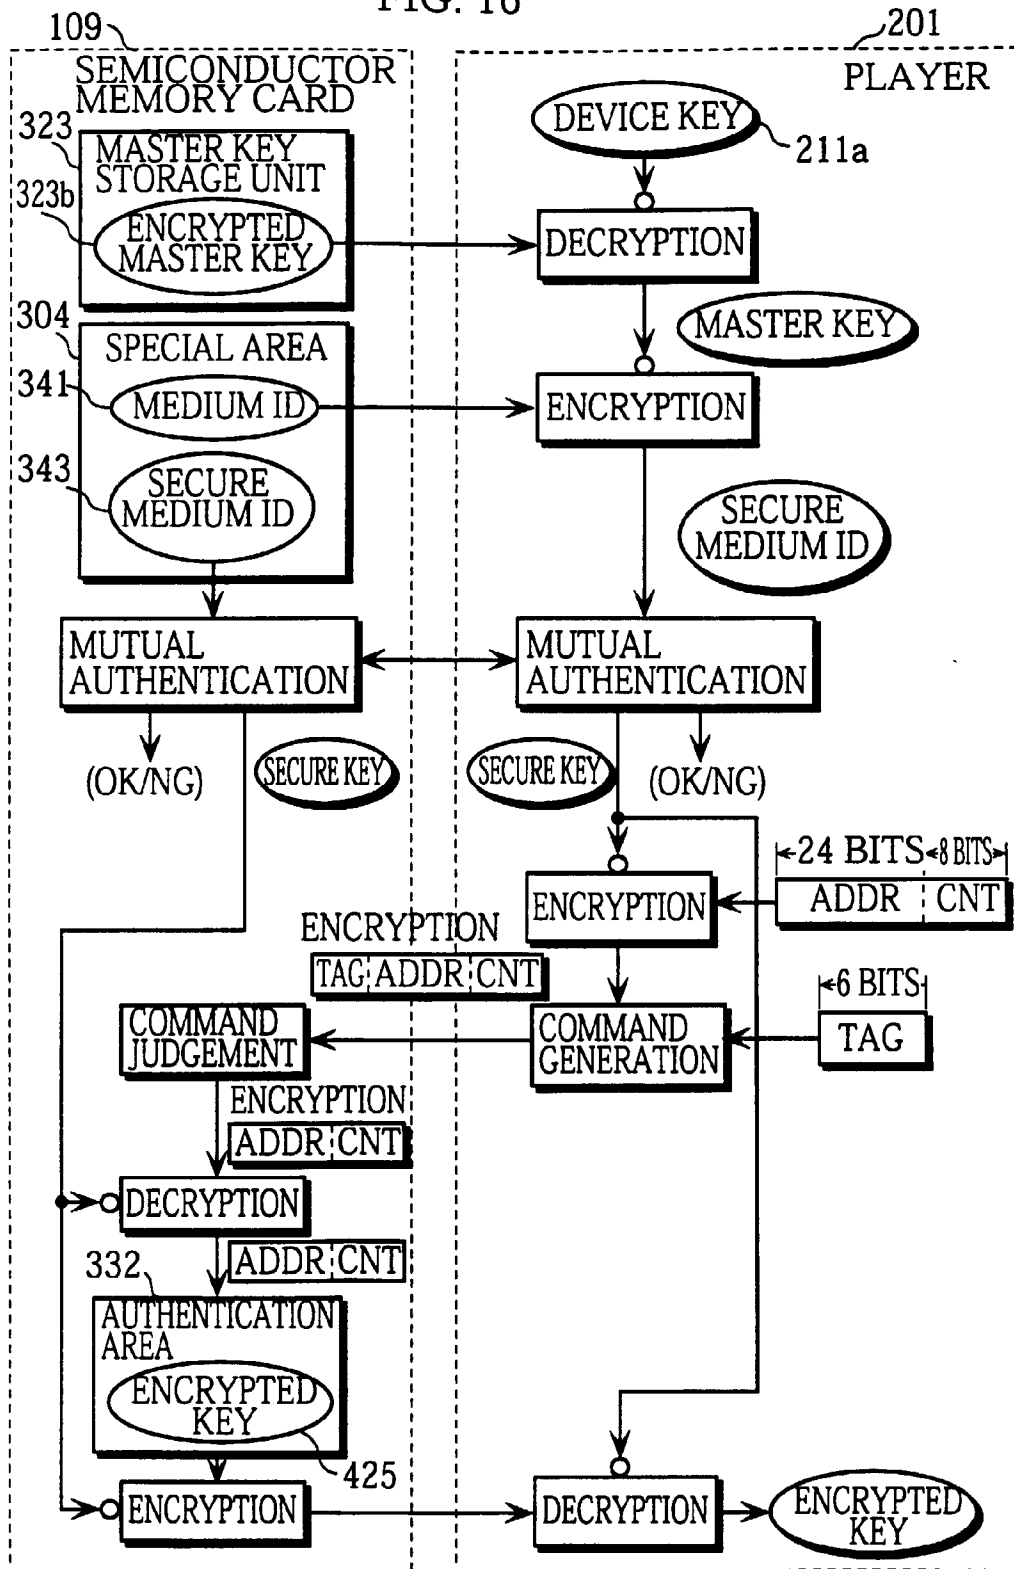 FIG. 16
109
201
SEMICONDUCTOR
MEMORY CARD
PLAYER
323
MASTER KEY
STORAGE UNIT
323b
ENCRYPTED
MASTER KEY
DEVICE KEY
211a
DECRYPTION
MASTER KEY
304
SPECIAL AREA
341
MEDIUM ID
ENCRYPTION
343
SECURE
MEDIUM ID
SECURE
MEDIUM ID
MUTUAL
AUTHENTICATION
MUTUAL
AUTHENTICATION
(OK/NG)
SECURE KEY
SECURE KEY
(OK/NG)
24 BITS
8 BITS
ENCRYPTION
ADDR
CNT
ENCRYPTION
TAG ADDR CNT
6 BITS
COMMAND
JUDGEMENT
COMMAND
GENERATION
TAG
ENCRYPTION
ADDR CNT
DECRYPTION
ADDR CNT
332
AUTHENTICATION
AREA
ENCRYPTED
KEY
425
ENCRYPTION
DECRYPTION
ENCRYPTED
KEY